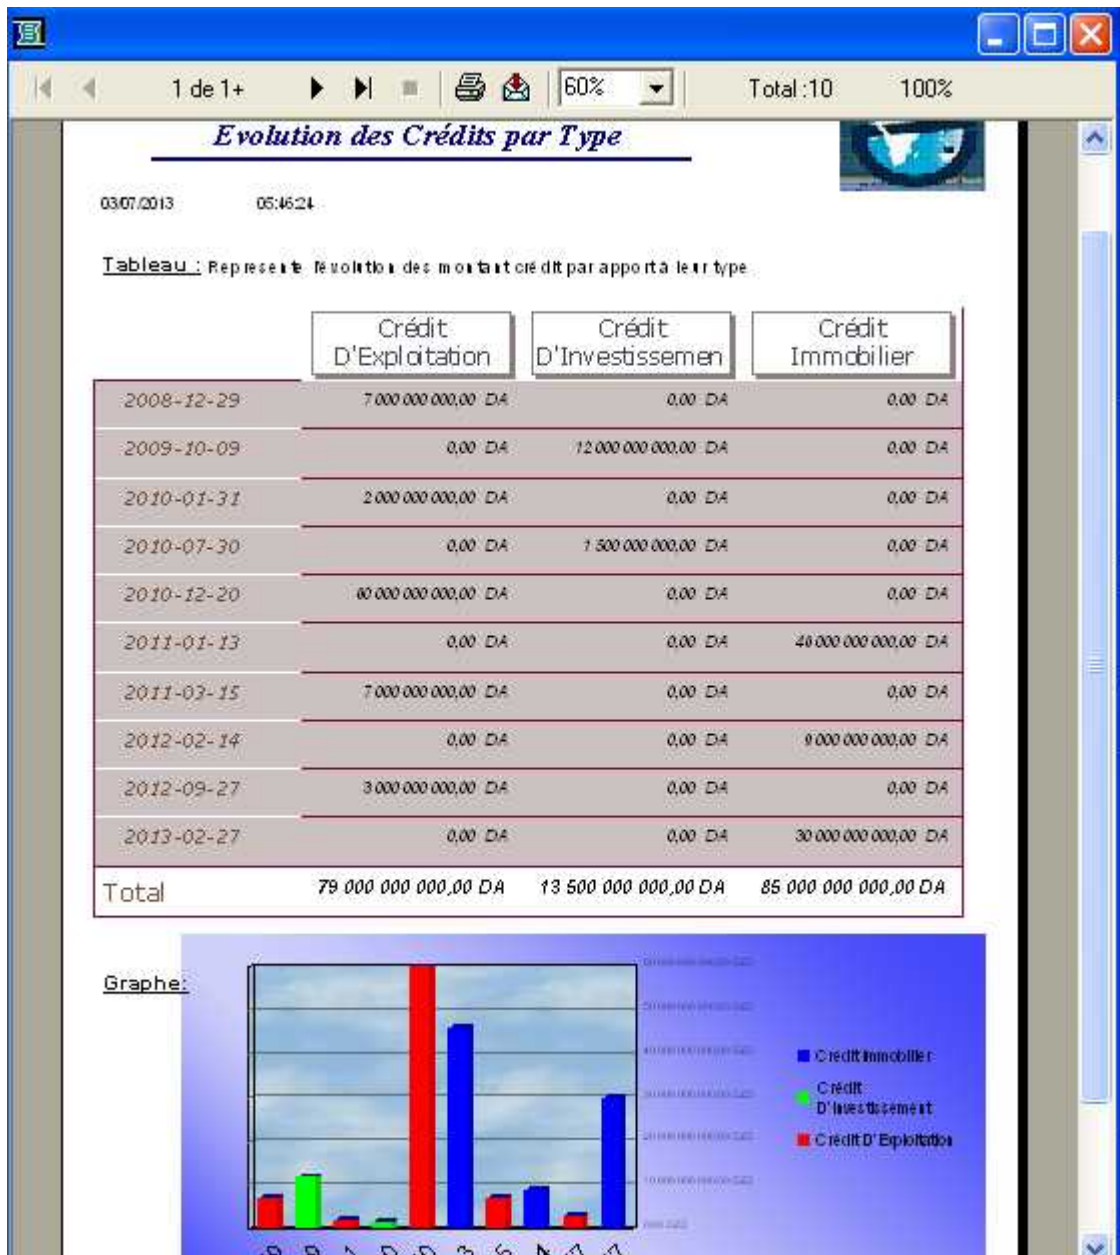 1 de 1+ 60% Total :10 100%
Evolution des Crédits par Type
03/07/2013 05:46:24
Tableau : Represente l'évolution des montant crédit par apport à leur type
Crédit D'Exploitation
Crédit D'Investissemen
Crédit Immobilier
2008-12-29 7 000 000 000,00 DA 0,00 DA 0,00 DA
2009-10-09 0,00 DA 12 000 000 000,00 DA 0,00 DA
2010-01-31 2 000 000 000,00 DA 0,00 DA 0,00 DA
2010-07-30 0,00 DA 1 500 000 000,00 DA 0,00 DA
2010-12-20 60 000 000 000,00 DA 0,00 DA 0,00 DA
2011-01-13 0,00 DA 0,00 DA 46 000 000 000,00 DA
2011-03-15 7 000 000 000,00 DA 0,00 DA 0,00 DA
2012-02-14 0,00 DA 0,00 DA 9 000 000 000,00 DA
2012-09-27 3 000 000 000,00 DA 0,00 DA 0,00 DA
2013-02-27 0,00 DA 0,00 DA 30 000 000 000,00 DA
Total 79 000 000 000,00 DA 13 500 000 000,00 DA 85 000 000 000,00 DA
Graphe:
Crédit Immobilier
Crédit
D'Investissement
Crédit D'Exploitation